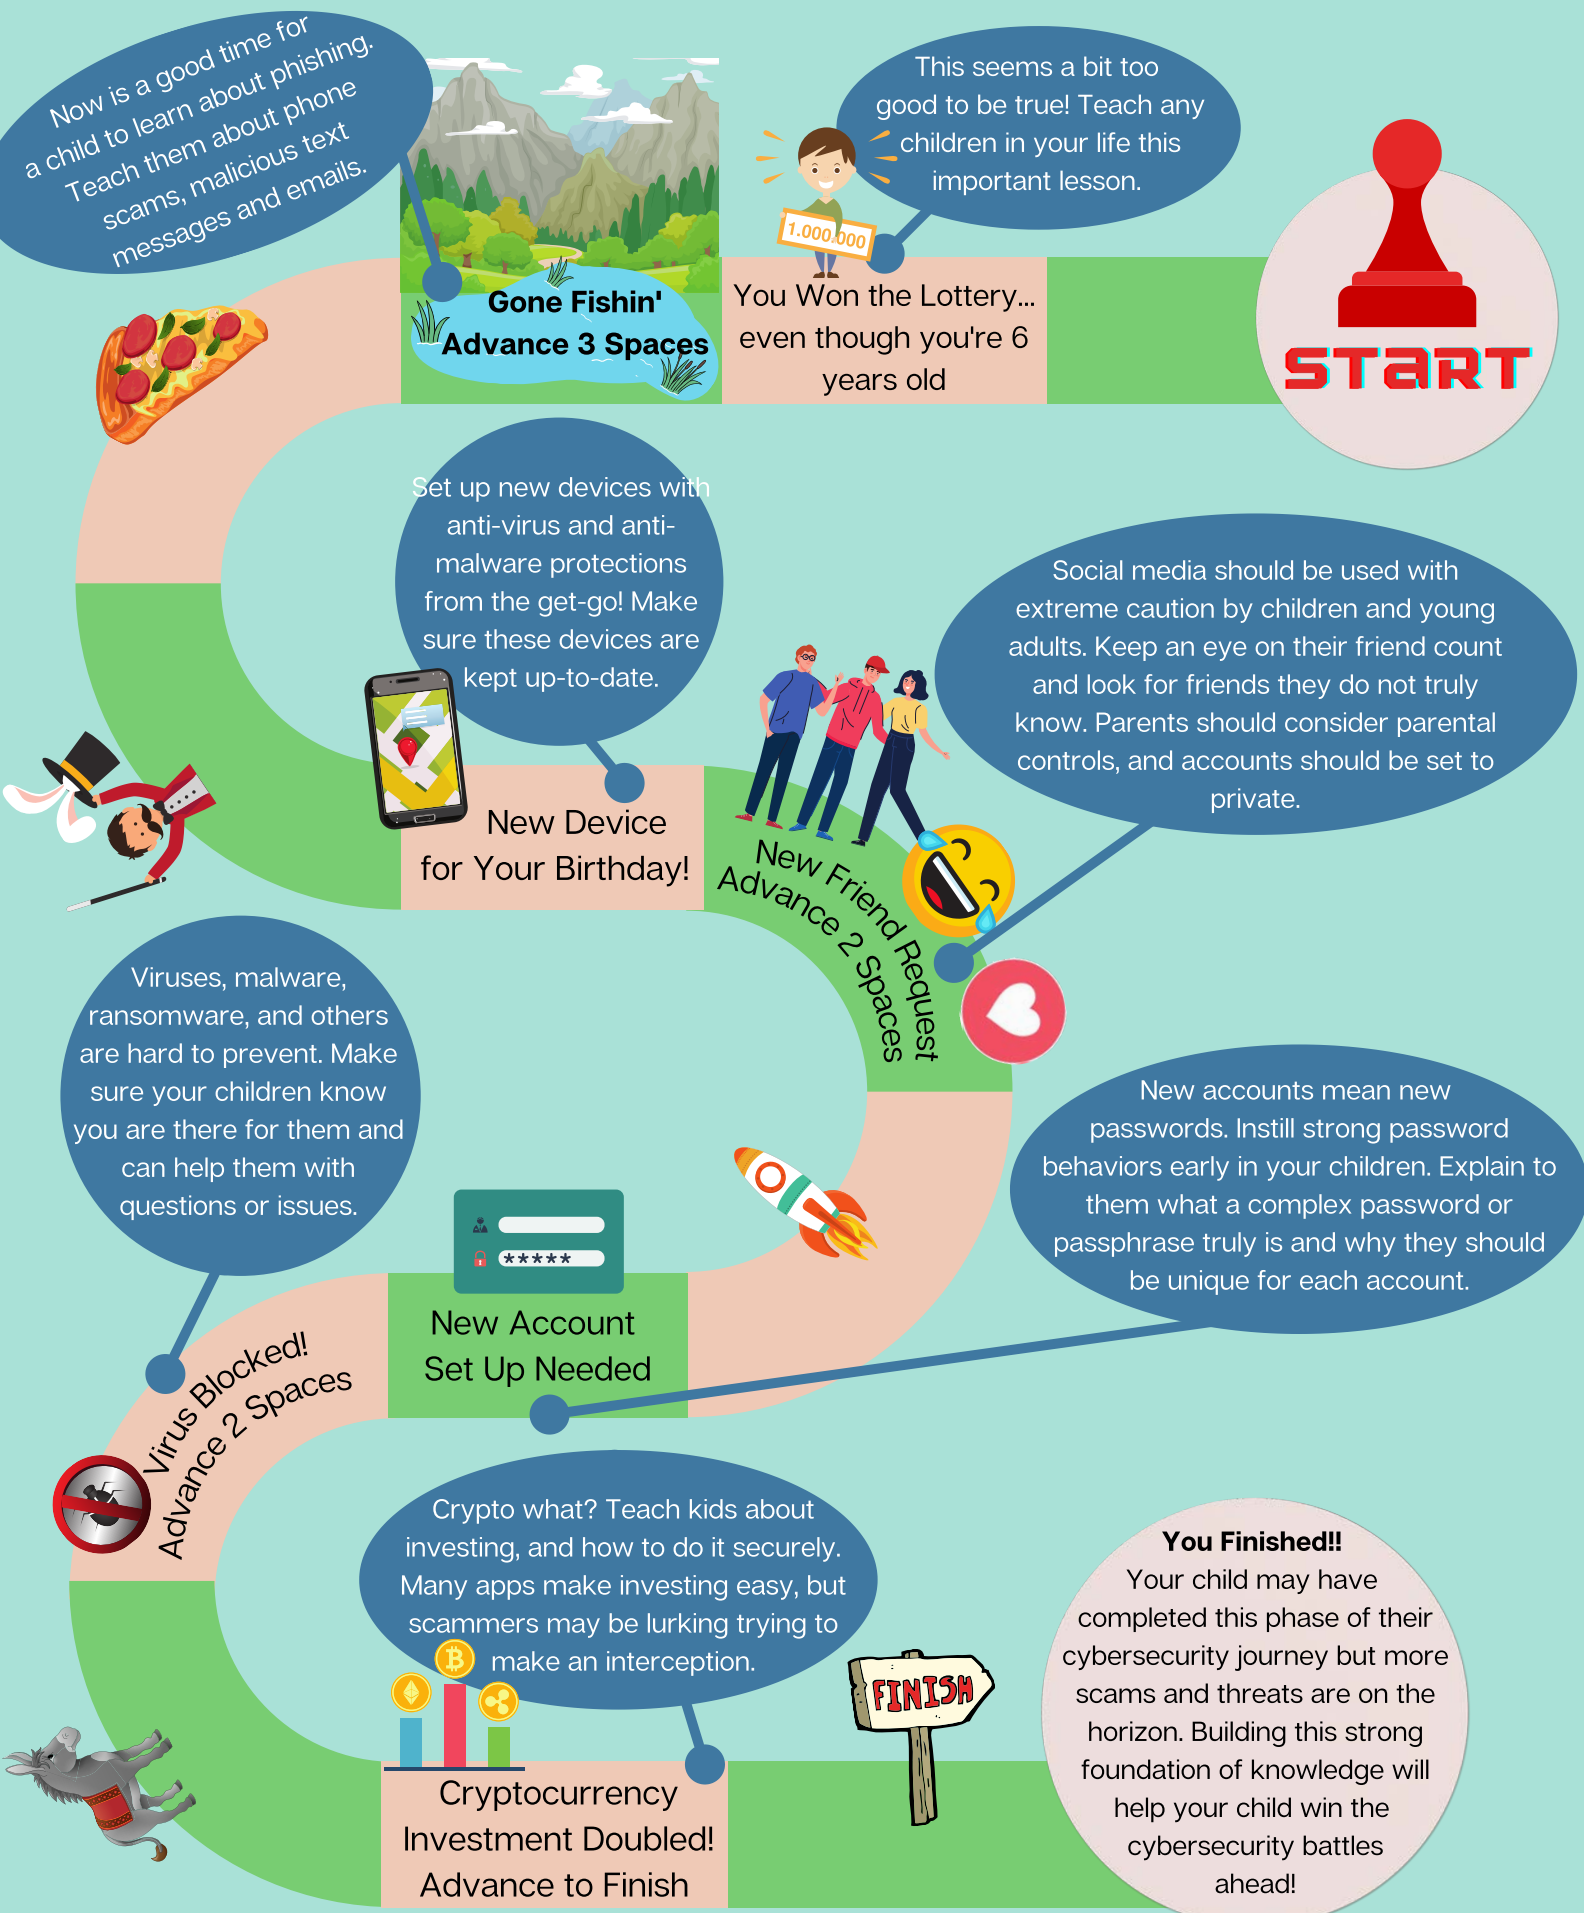 Now is a good time for
a child to learn about phishing.
Teach them about phone
scams, malicious text
messages and emails.
This seems a bit too
good to be true! Teach any
children in your life this
important lesson.
1.000.000
START
You Won the Lottery...
even though you're 6
years old
Gone Fishin'
Advance 3 Spaces
Set up new devices with
anti-virus and anti-
malware protections
from the get-go! Make
sure these devices are
kept up-to-date.
New Device
for Your Birthday!
Social media should be used with
extreme caution by children and young
adults. Keep an eye on their friend count
and look for friends they do not truly
know. Parents should consider parental
controls, and accounts should be set to
private.
New Friend Request
Advance 2 Spaces
New accounts mean new
passwords. Instill strong password
behaviors early in your children. Explain to
them what a complex password or
passphrase truly is and why they should
be unique for each account.
*****
New Account
Set Up Needed
Viruses, malware,
ransomware, and others
are hard to prevent. Make
sure your children know
you are there for them and
can help them with
questions or issues.
Virus Blocked!
Advance 2 Spaces
Crypto what? Teach kids about
investing, and how to do it securely.
Many apps make investing easy, but
scammers may be lurking trying to
make an interception.
Cryptocurrency
Investment Doubled!
Advance to Finish
FINISH
You Finished!!
Your child may have
completed this phase of their
cybersecurity journey but more
scams and threats are on the
horizon. Building this strong
foundation of knowledge will
help your child win the
cybersecurity battles
ahead!